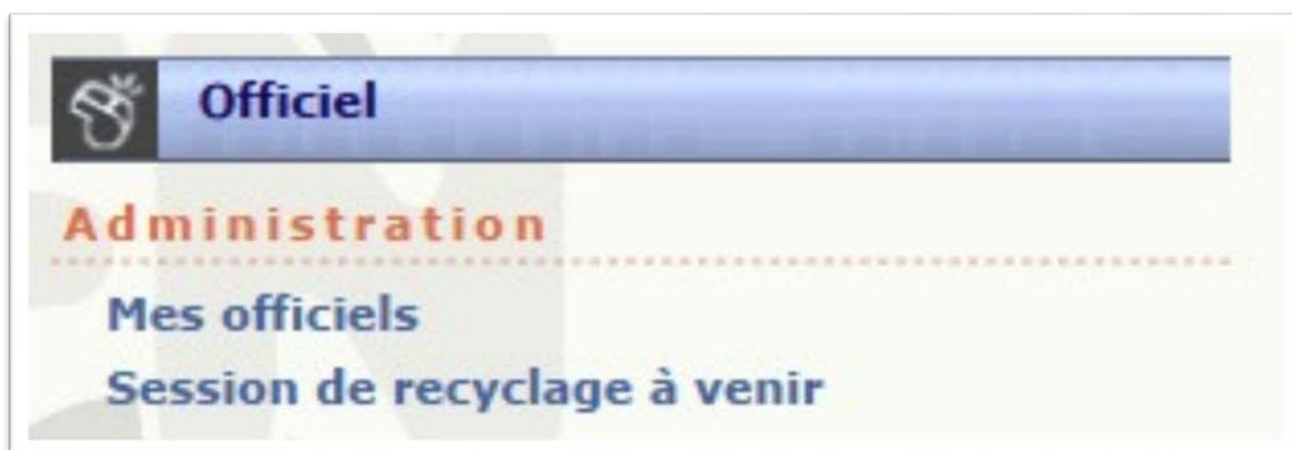 Officiel
Administration
Mes officiels
Session de recyclage à venir